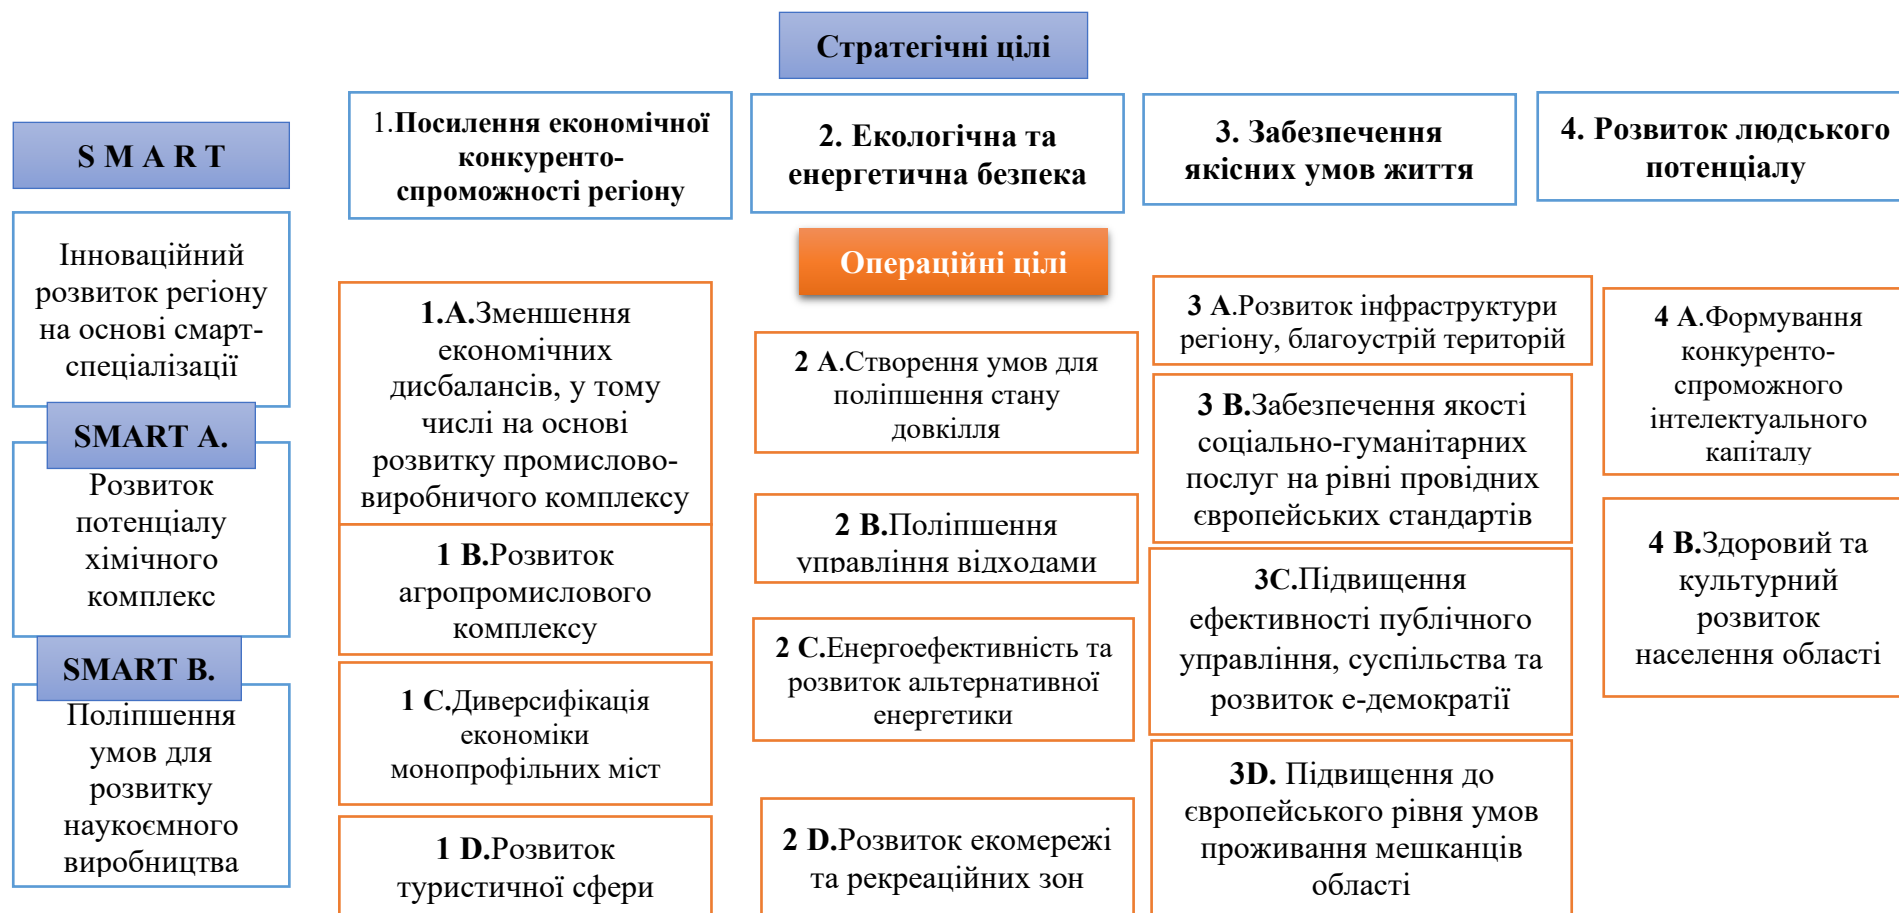 Стратегічні цілі
S M A R T
Інноваційний
розвиток регіону
на основі смарт-
спеціалізації
SMART A.
Розвиток
потенціалу
хімічного
комплекс
SMART B.
Поліпшення
умов для
розвитку
наукоємного
виробництва
1.Посилення економічної
конкуренто-
спроможності регіону
2. Екологічна та
енергетична безпека
3. Забезпечення
якісних умов життя
4. Розвиток людського
потенціалу
Операційні цілі
1.A.Зменшення
економічних
дисбалансів, у тому
числі на основі
розвитку промислово-
виробничого комплексу
1 B.Розвиток
агропромислового
комплексу
1 C.Диверсифікація
економіки
монопрофільних міст
1 D.Розвиток
туристичної сфери
2 A.Створення умов для
поліпшення стану
довкілля
2 B.Поліпшення
управління відходами
2 C.Енергоефективність та
розвиток альтернативної
енергетики
2 D.Розвиток екомережі
та рекреаційних зон
3 A.Розвиток інфраструктури
регіону, благоустрій територій
3 B.Забезпечення якості
соціально-гуманітарних
послуг на рівні провідних
європейських стандартів
3C.Підвищення
ефективності публічного
управління, суспільства та
розвиток е-демократії
3D. Підвищення до
європейського рівня умов
проживання мешканців
області
4 A.Формування
конкуренто-
спроможного
інтелектуального
капіталу
4 B.Здоровий та
культурний
розвиток
населення області